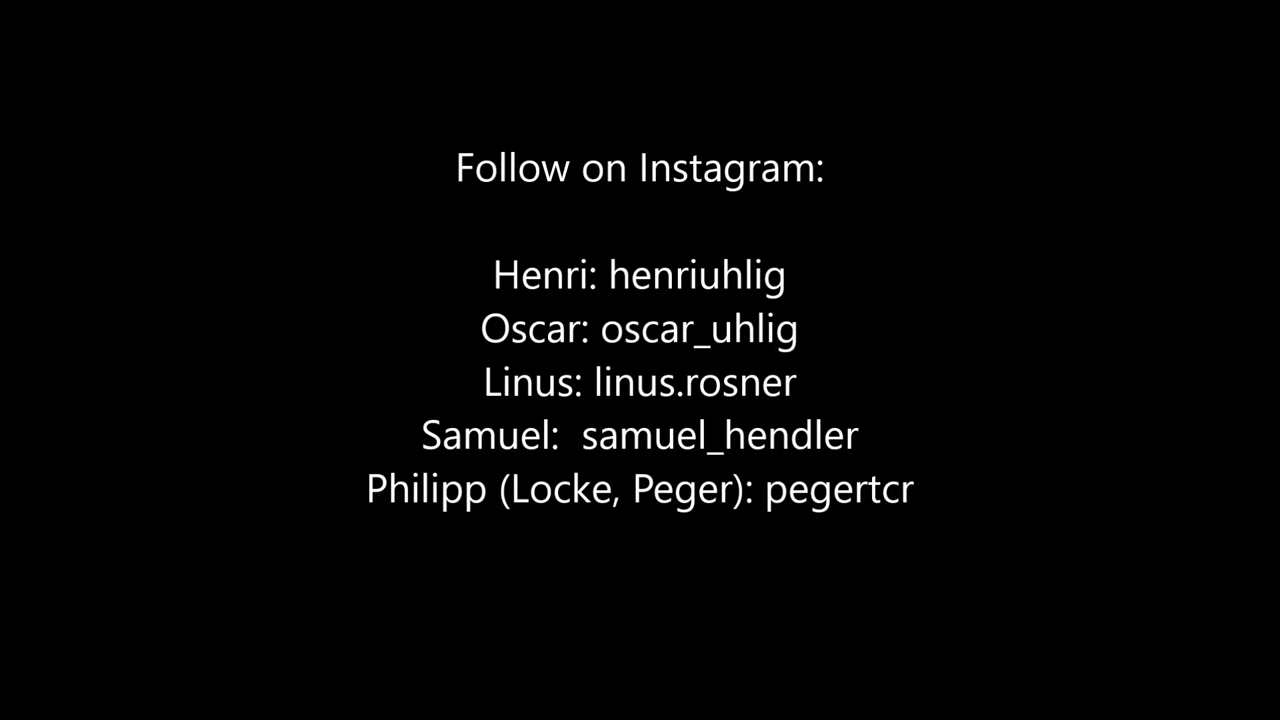 Follow on Instagram:
Henri: henriuhlig
Oscar: oscar_uhlig
Linus: linus.rosner
Samuel:  samuel_hendler
Philipp (Locke, Peger): pegertcr